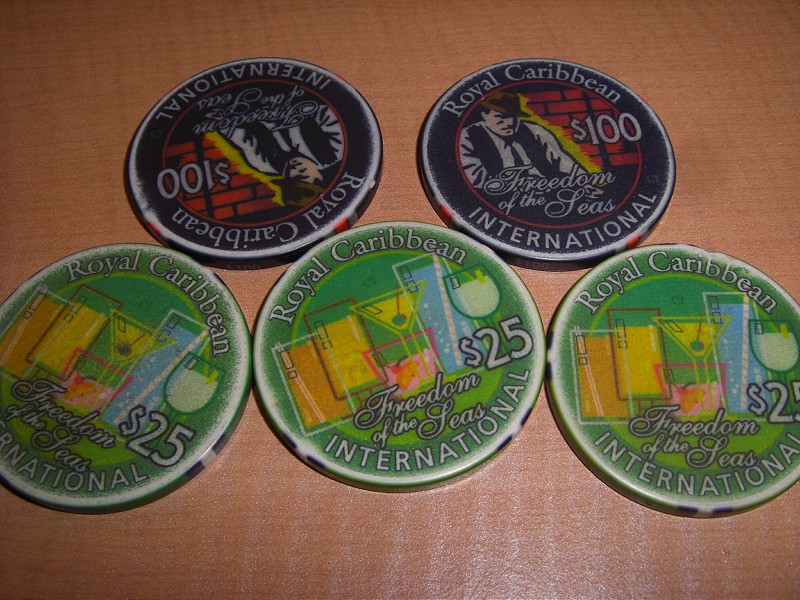 Royal Caribbean
$100
Freedom
of the Seas
INTERNATIONAL
Royal Caribbean
$100
Freedom
of the Seas
INTERNATIONAL
Royal Caribbean
$25
Freedom
of the Seas
RNATIONAL
Royal Caribbean
$25
Freedom
of the Seas
INTERNATIONAL
Royal Caribbean
$25
Freedom
of the Seas
INTERNATIONAL